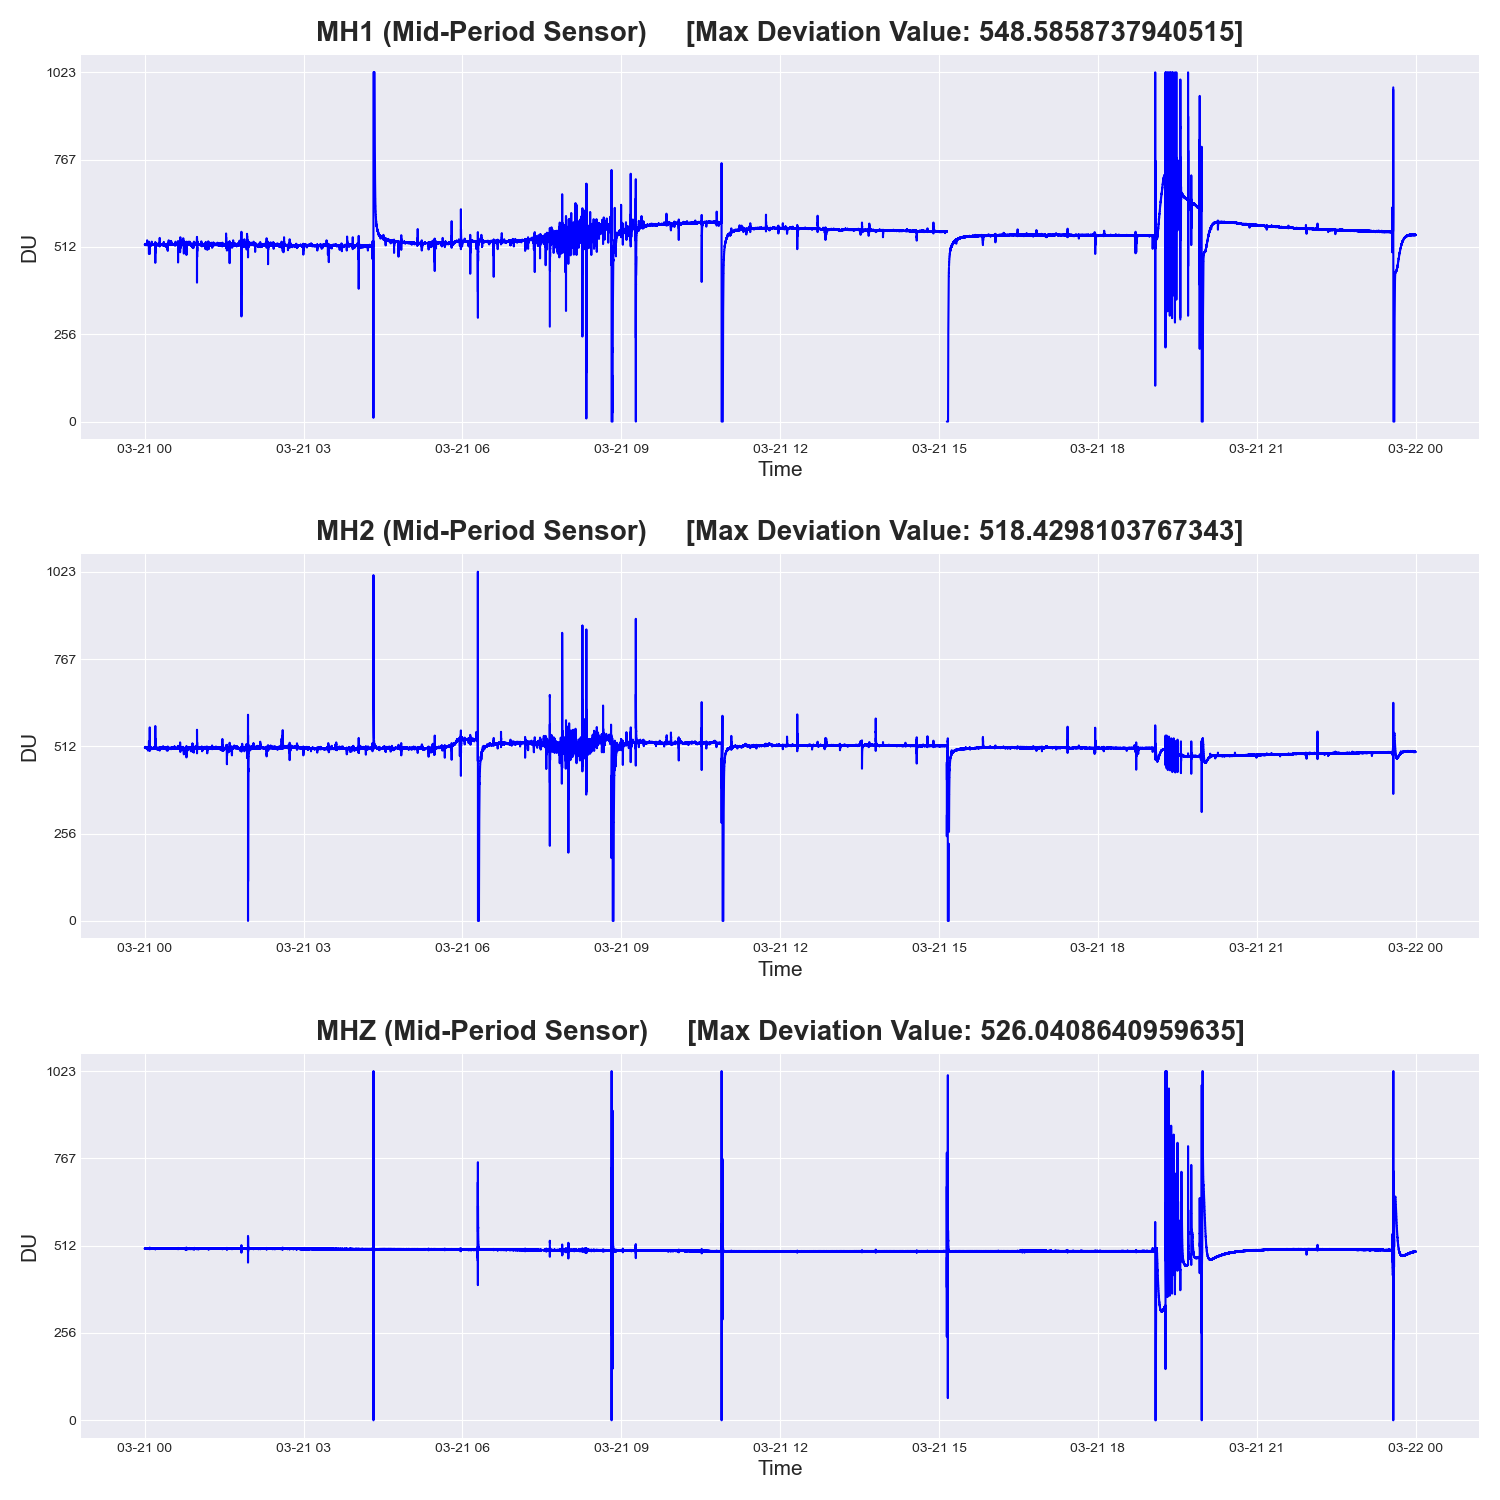 MH1 (Mid-Period Sensor) [Max Deviation Value: 548.5858737940515]
1023
767
512
256
0
DU
03-21 00 03-21 03 03-21 06 03-21 09 03-21 12 03-21 15 03-21 18 03-21 21 03-22 00
Time
MH2 (Mid-Period Sensor) [Max Deviation Value: 518.4298103767343]
1023
767
512
256
0
DU
03-21 00 03-21 03 03-21 06 03-21 09 03-21 12 03-21 15 03-21 18 03-21 21 03-22 00
Time
MHZ (Mid-Period Sensor) [Max Deviation Value: 526.0408640959635]
1023
767
512
256
0
DU
03-21 00 03-21 03 03-21 06 03-21 09 03-21 12 03-21 15 03-21 18 03-21 21 03-22 00
Time